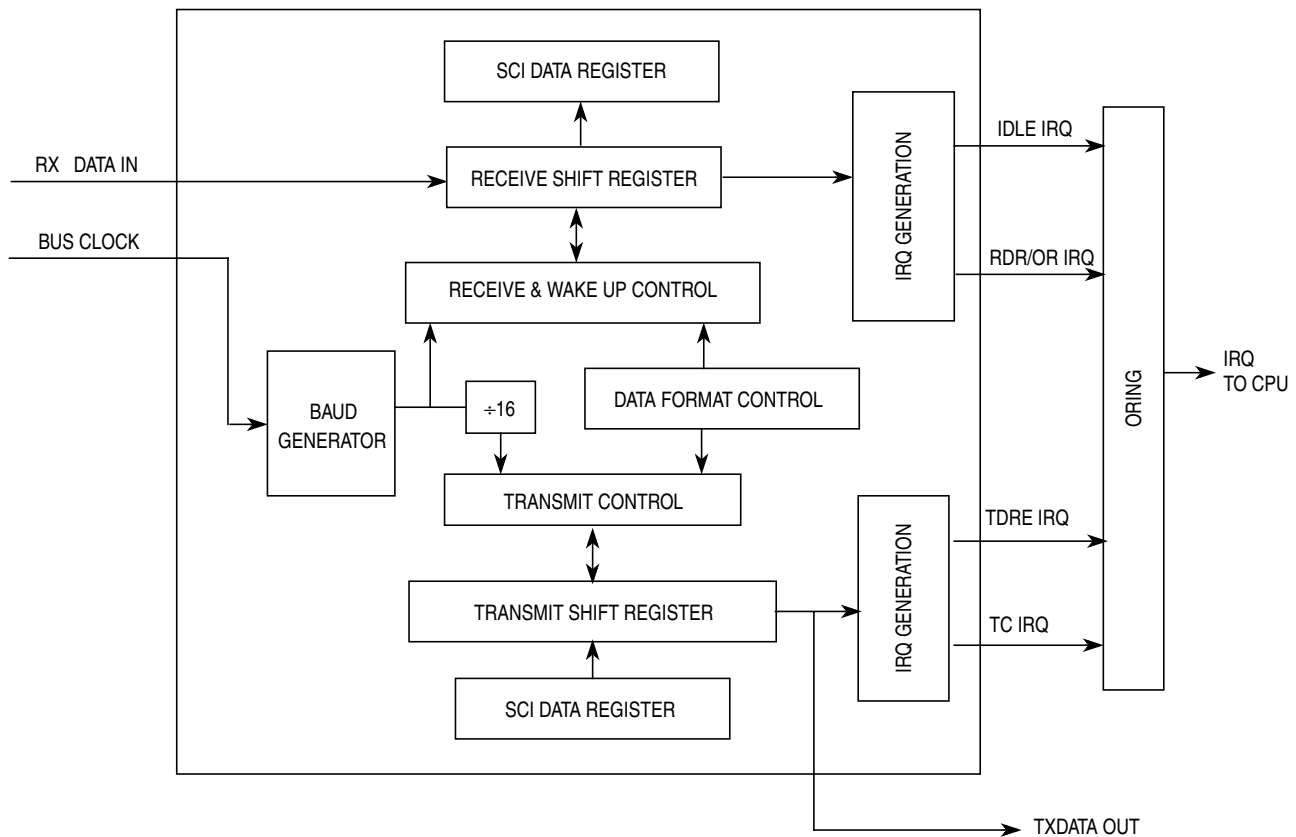 SCI DATA REGISTER
RX DATA IN
RECEIVE SHIFT REGISTER
IRQ GENERATION
IDLE IRQ
BUS CLOCK
RECEIVE & WAKE UP CONTROL
RDR/OR IRQ
BAUD
GENERATOR
÷16
DATA FORMAT CONTROL
ORING
IRQ
TO CPU
TRANSMIT CONTROL
TRANSMIT SHIFT REGISTER
IRQ GENERATION
TDRE IRQ
TC IRQ
SCI DATA REGISTER
TXDATA OUT